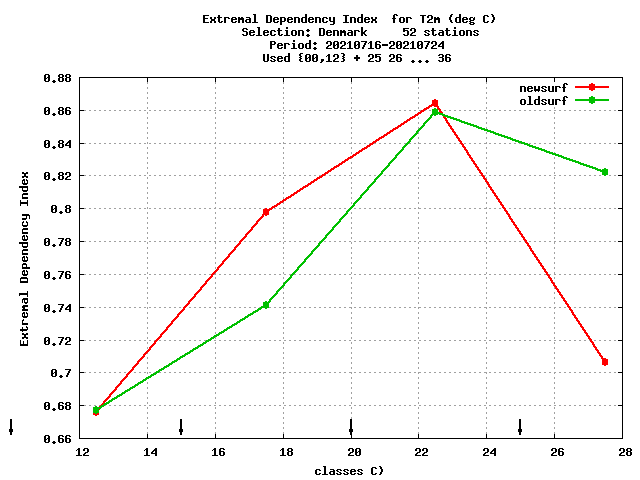 Extremal Dependency Index  for T2m (deg C)
Selection: Denmark     52 stations
Period: 20210716-20210724
Used {00,12} + 25 26 ... 36
newsurf
oldsurf
Extremal Dependency Index
0.88
0.86
0.84
0.82
0.8
0.78
0.76
0.74
0.72
0.7
0.68
0.66
12 14 16 18 20 22 24 26 28
classes C)